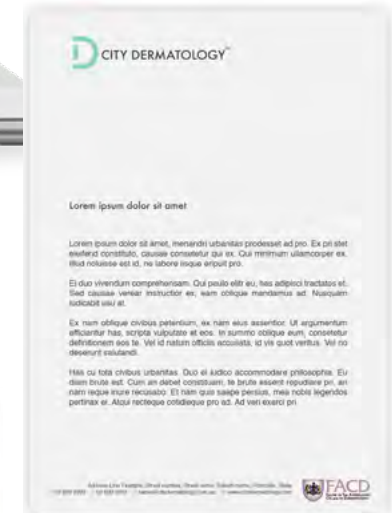 CITY DERMATOLOGY™
Lorem ipsum dolor sit amet
Lorem ipsum dolor sit amet, menandri urbanitas prodesset ad pro. Ex pri stet
eleifend constituto, causae consetetur qui ex. Qui minimum ullamcorper ex.
Illud noluisse est id, ne labore iisque eripuit pro.
Ei duo vivendum comprehensam. Qui paulo elitr eu, has adipisci tractatos et.
Sed causae verear instructior ex, eam oblique mandamus ad. Nusquam
iudicabit usu at.
Ex nam oblique civibus petentium, ex nam eius assentior. Ut argumentum
efficiantur has, scripta vulputate et eos. In summo oblique eum, consetetur
definitionem eos te. Vel id natum officiis accusata, id vis quot veritus. Vel no
deserunt salutandi.
Has cu tota civibus urbanitas. Duo ei iudico accommodare philosophia. Eu
diam brute est. Cum an debet constituam, te brute essent repudiare pri, an
nam iisque iriure recusabo. Et nam quis saepe persius, mea nobis legendos
pertinax ei. Atqui recteque cotidieque pro ad. Ad veri exerci pri.
FACD